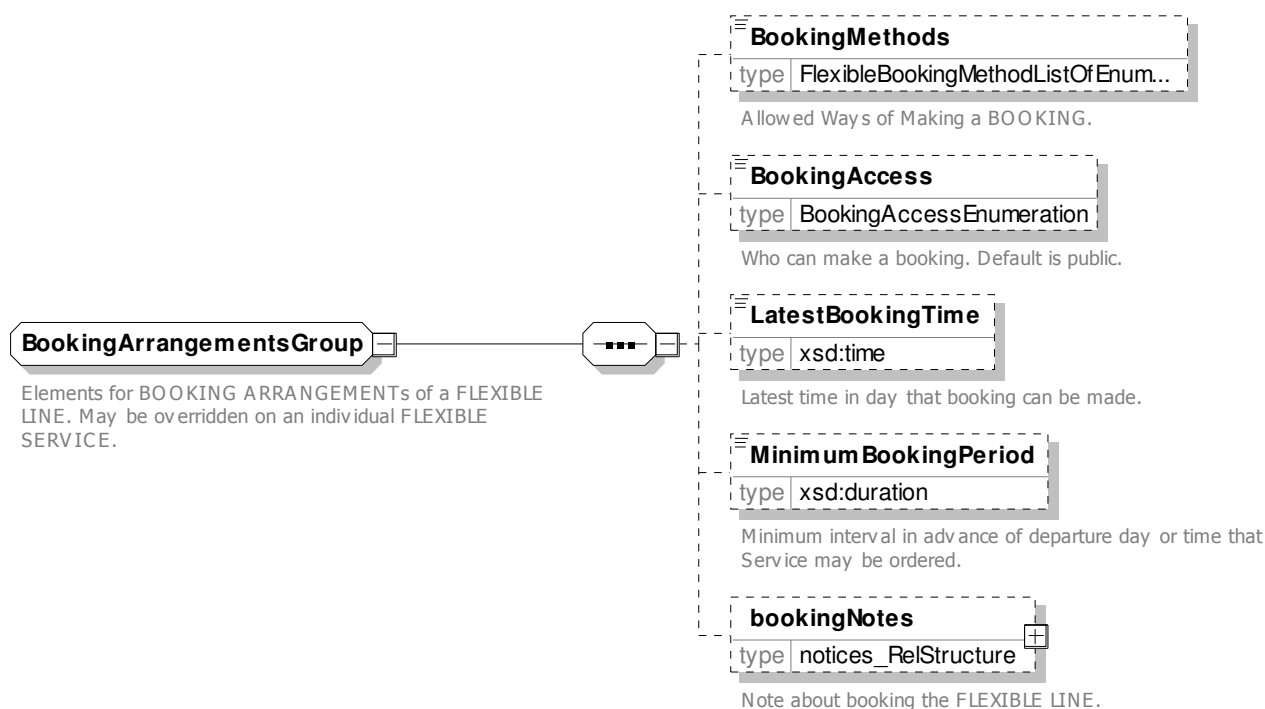 BookingMethods
type FlexibleBookingMethodListOfEnum...
Allowed Ways of Making a BOOKING.
BookingAccess
type BookingAccessEnumeration
Who can make a booking. Default is public.
LatestBookingTime
type xsd:time
Latest time in day that booking can be made.
BookingArrangementsGroup
Elements for BOOKING ARRANGEMENTs of a FLEXIBLE
LINE. May be overridden on an individual FLEXIBLE
SERVICE.
MinimumBookingPeriod
type xsd:duration
Minimum interval in advance of departure day or time that
Service may be ordered.
bookingNotes
type notices_RelStructure
Note about booking the FLEXIBLE LINE.